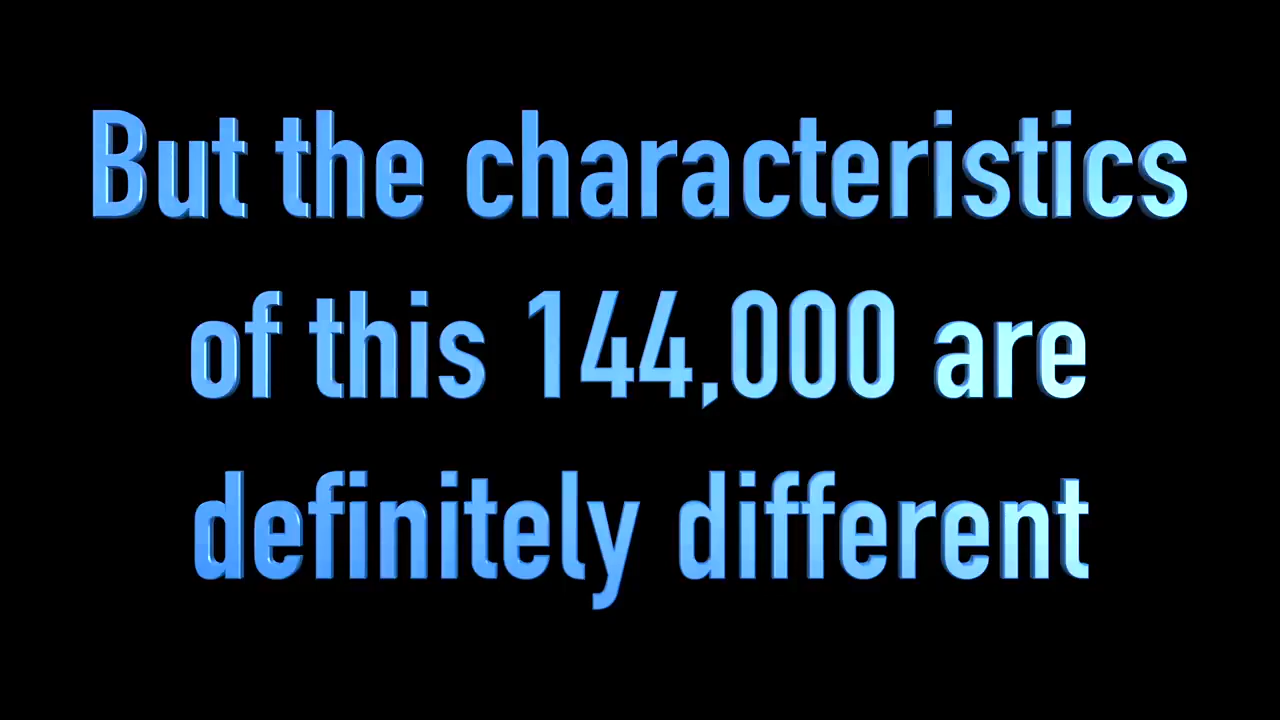 But the characteristics
of this 144,000 are
definitely different